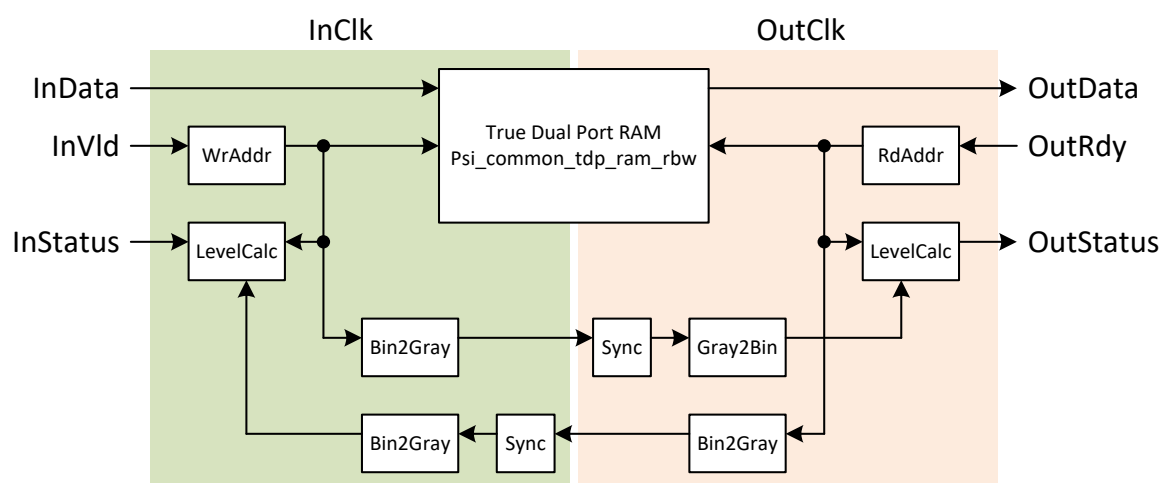 InClk
OutClk
InData
OutData
True Dual Port RAM
Psi_common_tdp_ram_rbw
InVld
WrAddr
RdAddr
OutRdy
InStatus
LevelCalc
LevelCalc
OutStatus
Bin2Gray
Sync
Gray2Bin
Bin2Gray
Sync
Bin2Gray